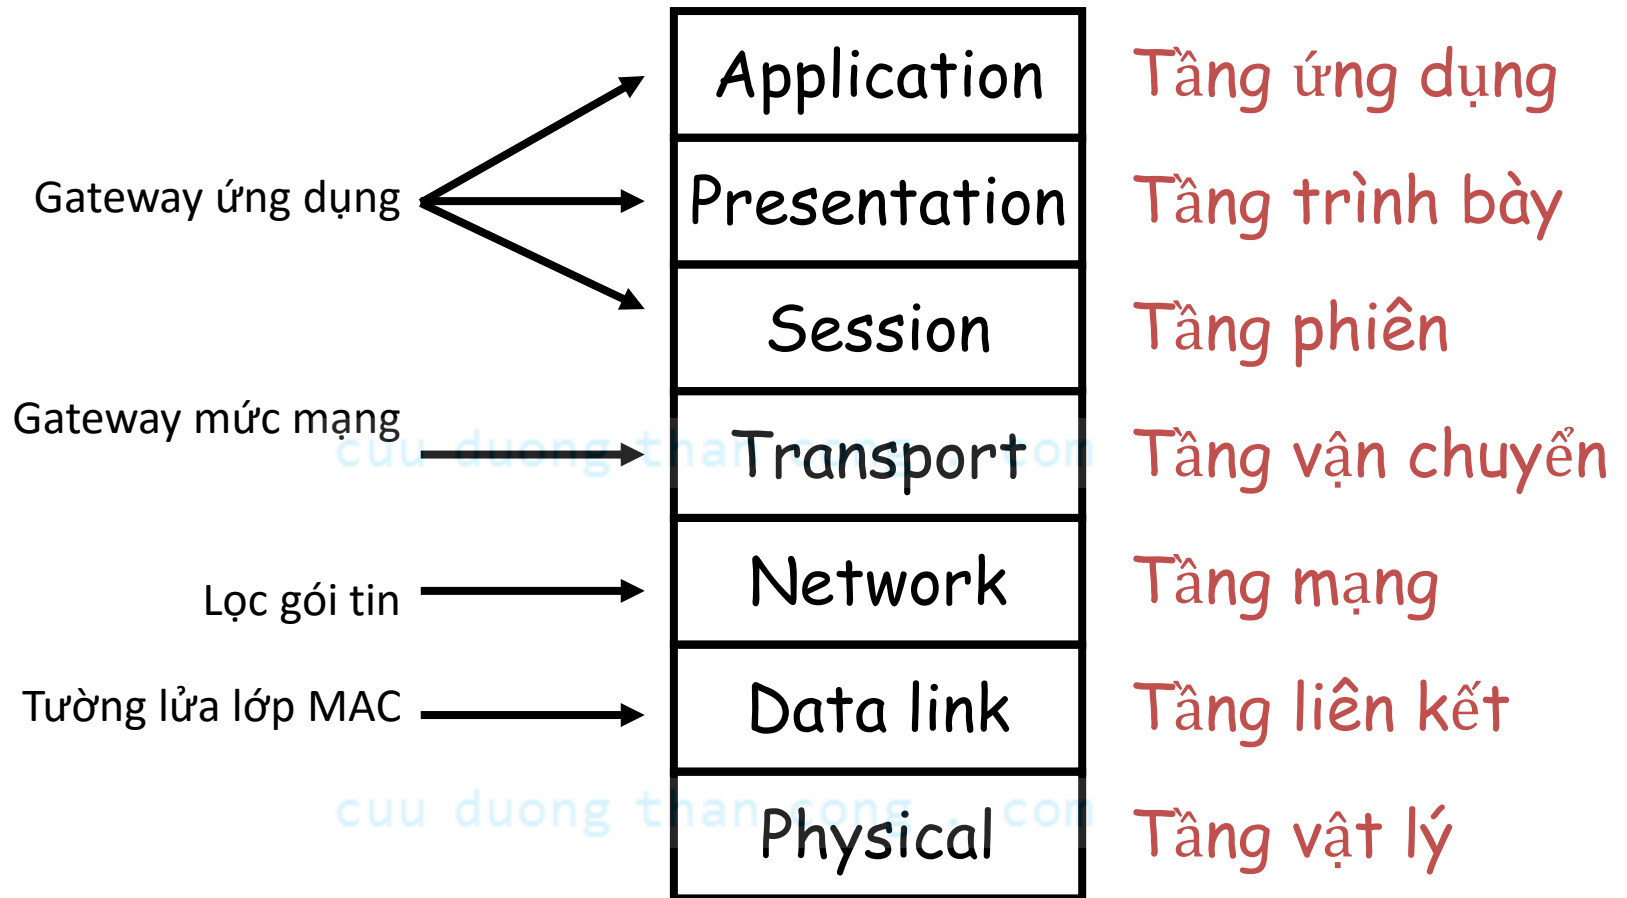 Application
Tầng ứng dụng
Gateway ứng dụng
Presentation
Tầng trình bày
Session
Tầng phiên
Gateway mức mạng
cuu duong than cong . com
Transport
Tầng vận chuyển
Lọc gói tin
Network
Tầng mạng
Tường lửa lớp MAC
Data link
Tầng liên kết
cuu duong than cong . com
Physical
Tầng vật lý